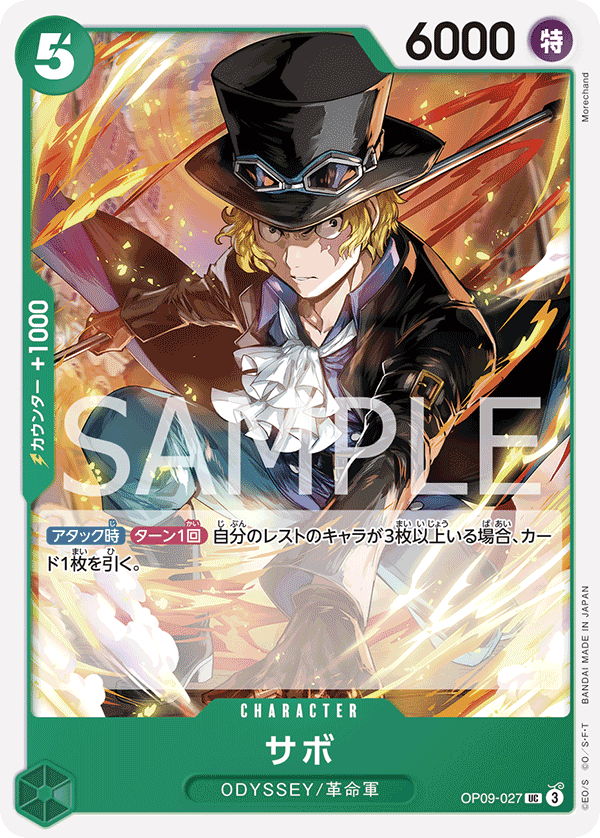 5
6000 特
Morechand
カウンター +1000
SAMPLE
アタック時 ターン1回 自分のレストのキャラが3枚以上いる場合、カー
ド1枚を引く。
CHARACTER
サボ
ODYSSEY/革命軍
OP09-027 UC 3
©E.O/S ©O/S・F・T BANDAI MADE IN JAPAN